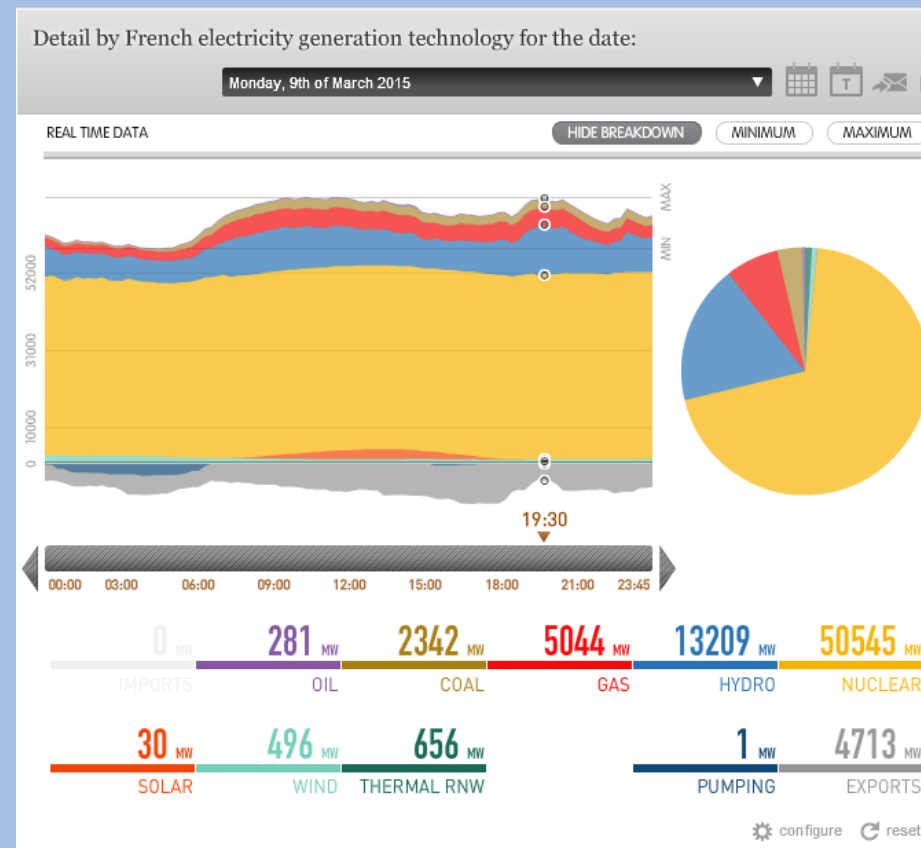 Detail by French electricity generation technology for the date:
Monday, 9th of March 2015
T
REAL TIME DATA
HIDE BREAKDOWN
MINIMUM
MAXIMUM
MAX
MIN
52000
31000
10000
0
19:30
00:00 03:00 06:00 09:00 12:00 15:00 18:00 21:00 23:45
0 MW 281 MW 2342 MW 5044 MW 13209 MW 50545 MW
IMPORTS OIL COAL GAS HYDRO NUCLEAR
30 MW 496 MW 656 MW 1 MW 4713 MW
SOLAR WIND THERMAL RNW PUMPING EXPORTS
configure reset